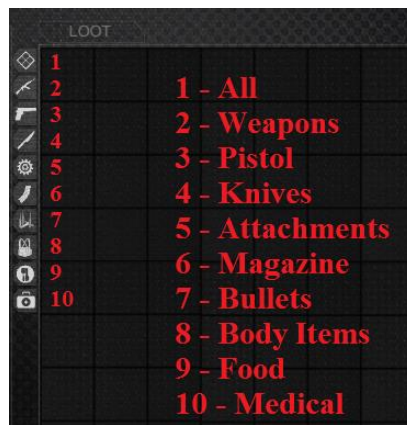 LOOT
1
2
3
4
5
6
7
8
9
10
1 - All
2 - Weapons
3 - Pistol
4 - Knives
5 - Attachments
6 - Magazine
7 - Bullets
8 - Body Items
9 - Food
10 - Medical